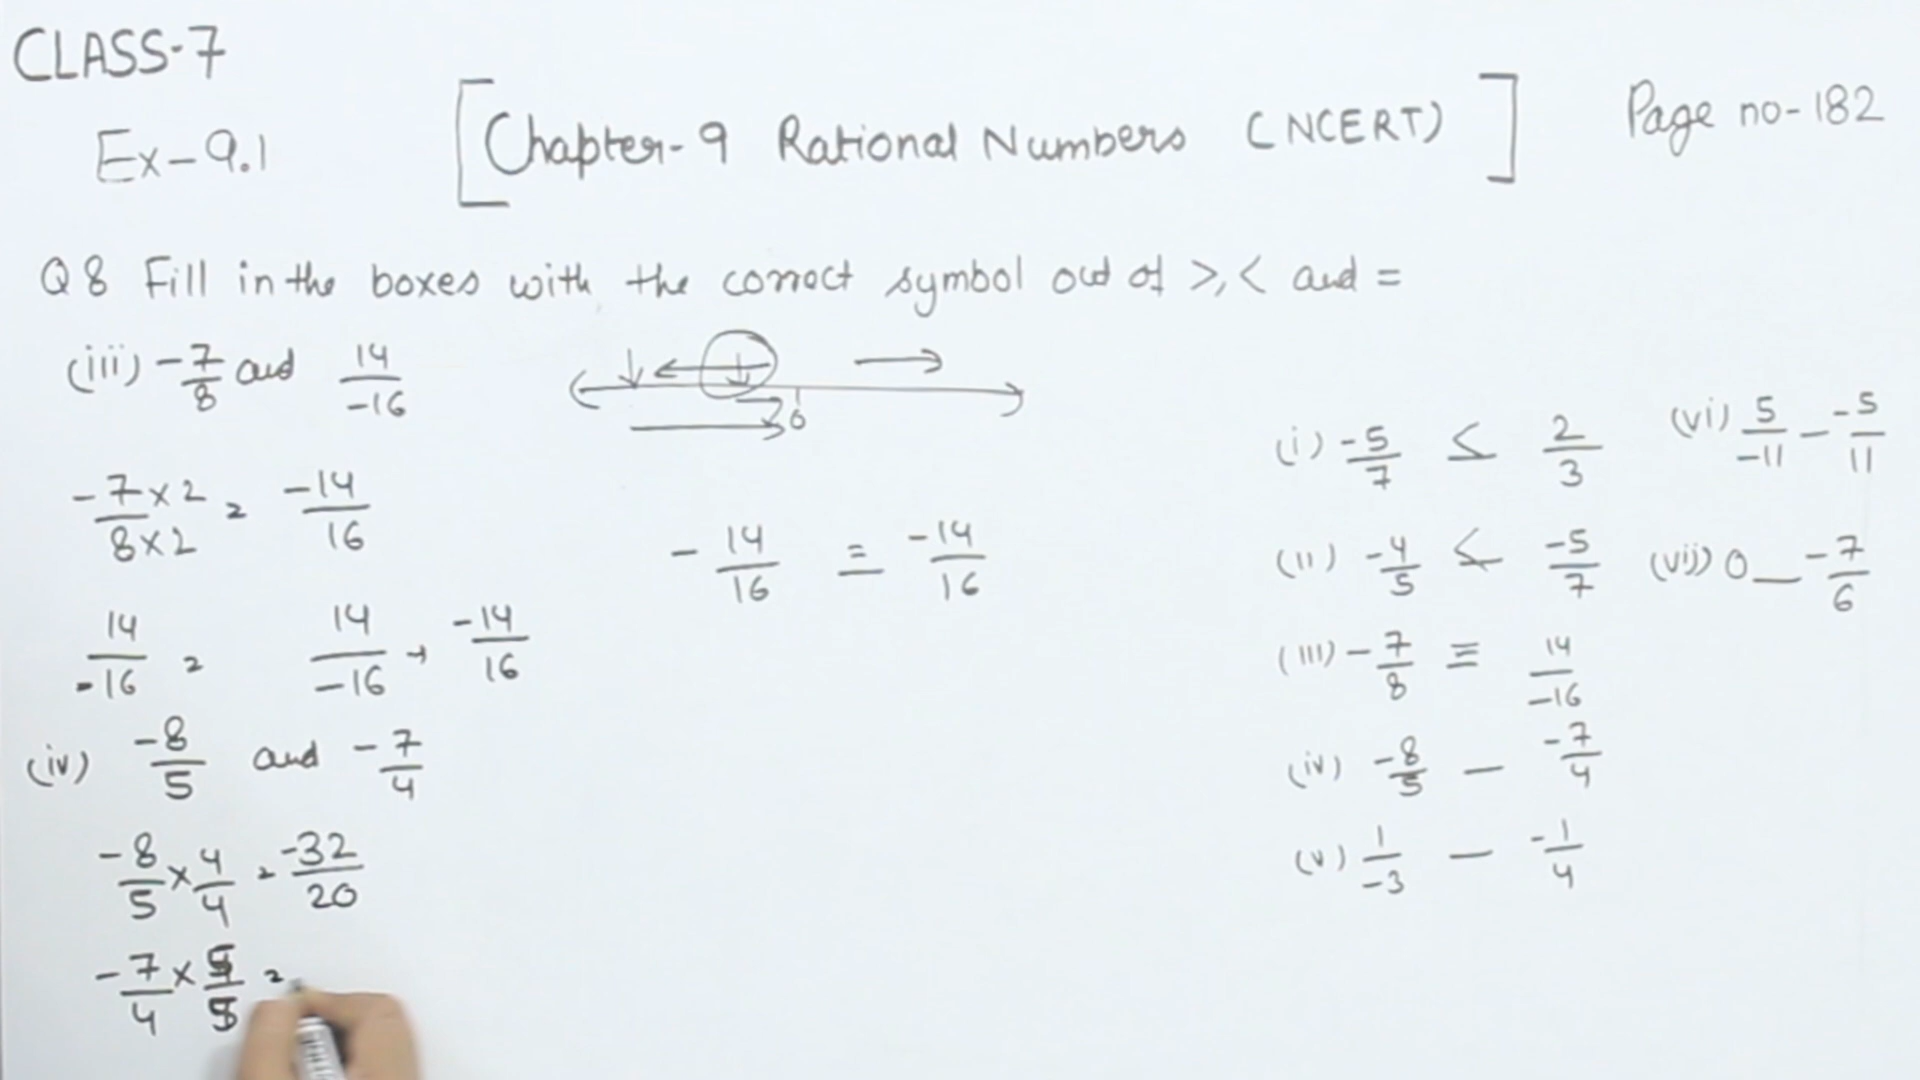 CLASS-7
Ex-9.1
[Chapter-9 Rational Numbers (NCERT)]
Page no-182
Q8 Fill in the boxes with the correct symbol out of >, < and =
(iii) -7/8 and 14/-16
0
-7×2/8×2 = -14/16
-14/16 = -14/16
14/-16 = 14/-16 → -14/16
(iv) -8/5 and -7/4
-8/5 × 4/4 = -32/20
-7/4 × 5/5 =
(i) -5/7 < 2/3
(ii) -4/5 < -5/7
(iii) -7/8 = 14/-16
(iv) -8/5 _ -7/4
(v) 1/-3 _ -1/4
(vi) 5/-11 _ -5/11
(vii) 0 _ -7/6